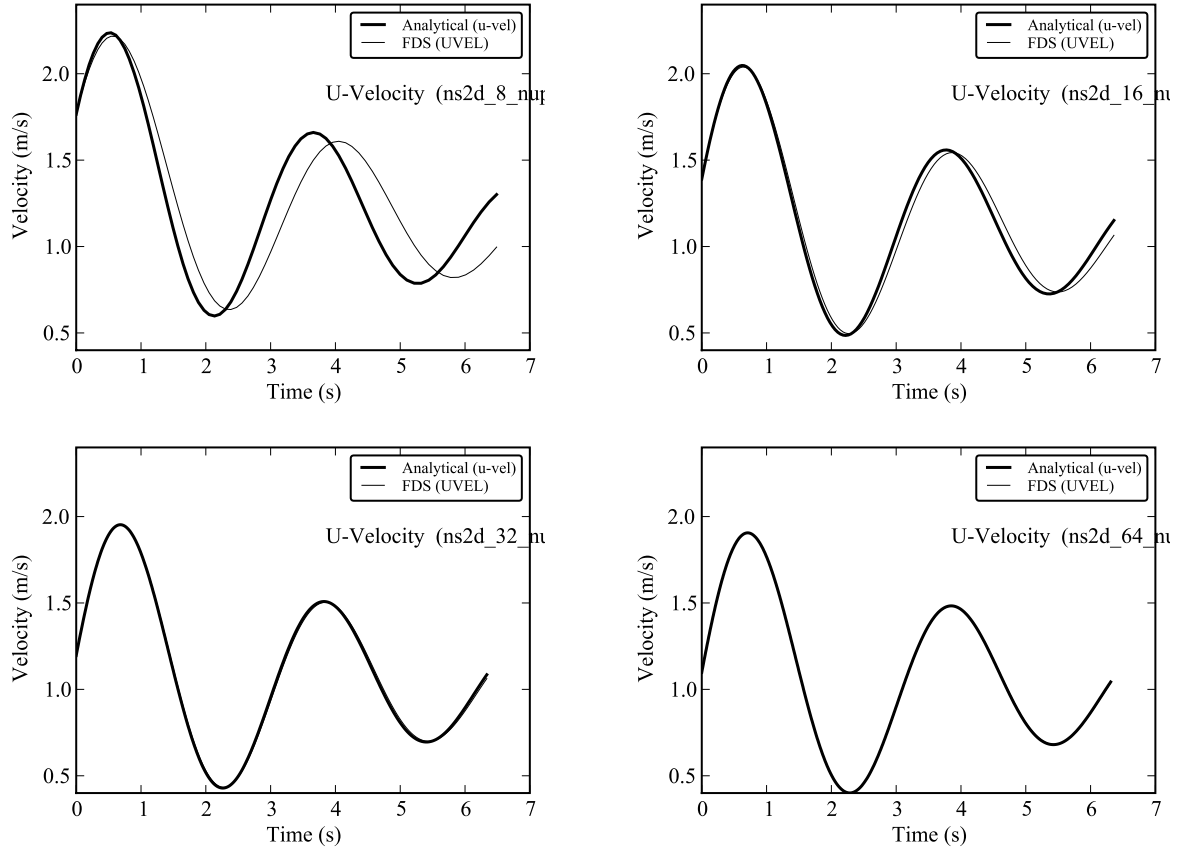 Analytical (u-vel)
FDS (UVEL)
U-Velocity (ns2d_8_nup
Velocity (m/s)
2.0
1.5
1.0
0.5
0 1 2 3 4 5 6 7
Time (s)
Analytical (u-vel)
FDS (UVEL)
U-Velocity (ns2d_16_nu
Velocity (m/s)
2.0
1.5
1.0
0.5
0 1 2 3 4 5 6 7
Time (s)
Analytical (u-vel)
FDS (UVEL)
U-Velocity (ns2d_32_nu
Velocity (m/s)
2.0
1.5
1.0
0.5
0 1 2 3 4 5 6 7
Time (s)
Analytical (u-vel)
FDS (UVEL)
U-Velocity (ns2d_64_nu
Velocity (m/s)
2.0
1.5
1.0
0.5
0 1 2 3 4 5 6 7
Time (s)